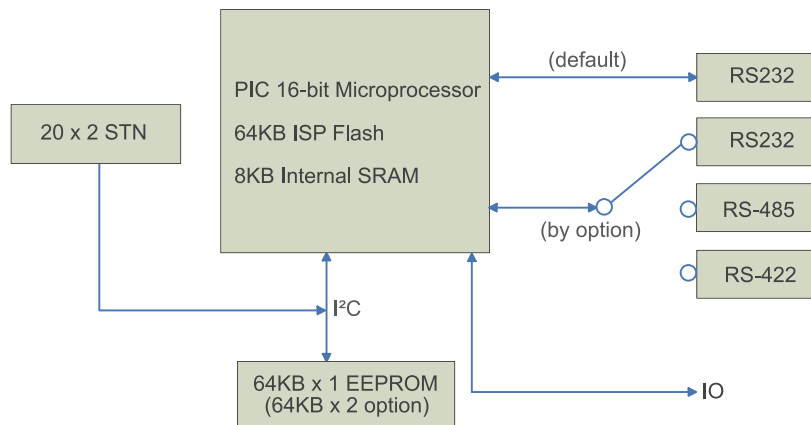 PIC 16-bit Microprocessor
64KB ISP Flash
8KB Internal SRAM
20 x 2 STN
(default)
RS232
RS232
(by option)
RS-485
RS-422
I²C
64KB x 1 EEPROM
(64KB x 2 option)
IO